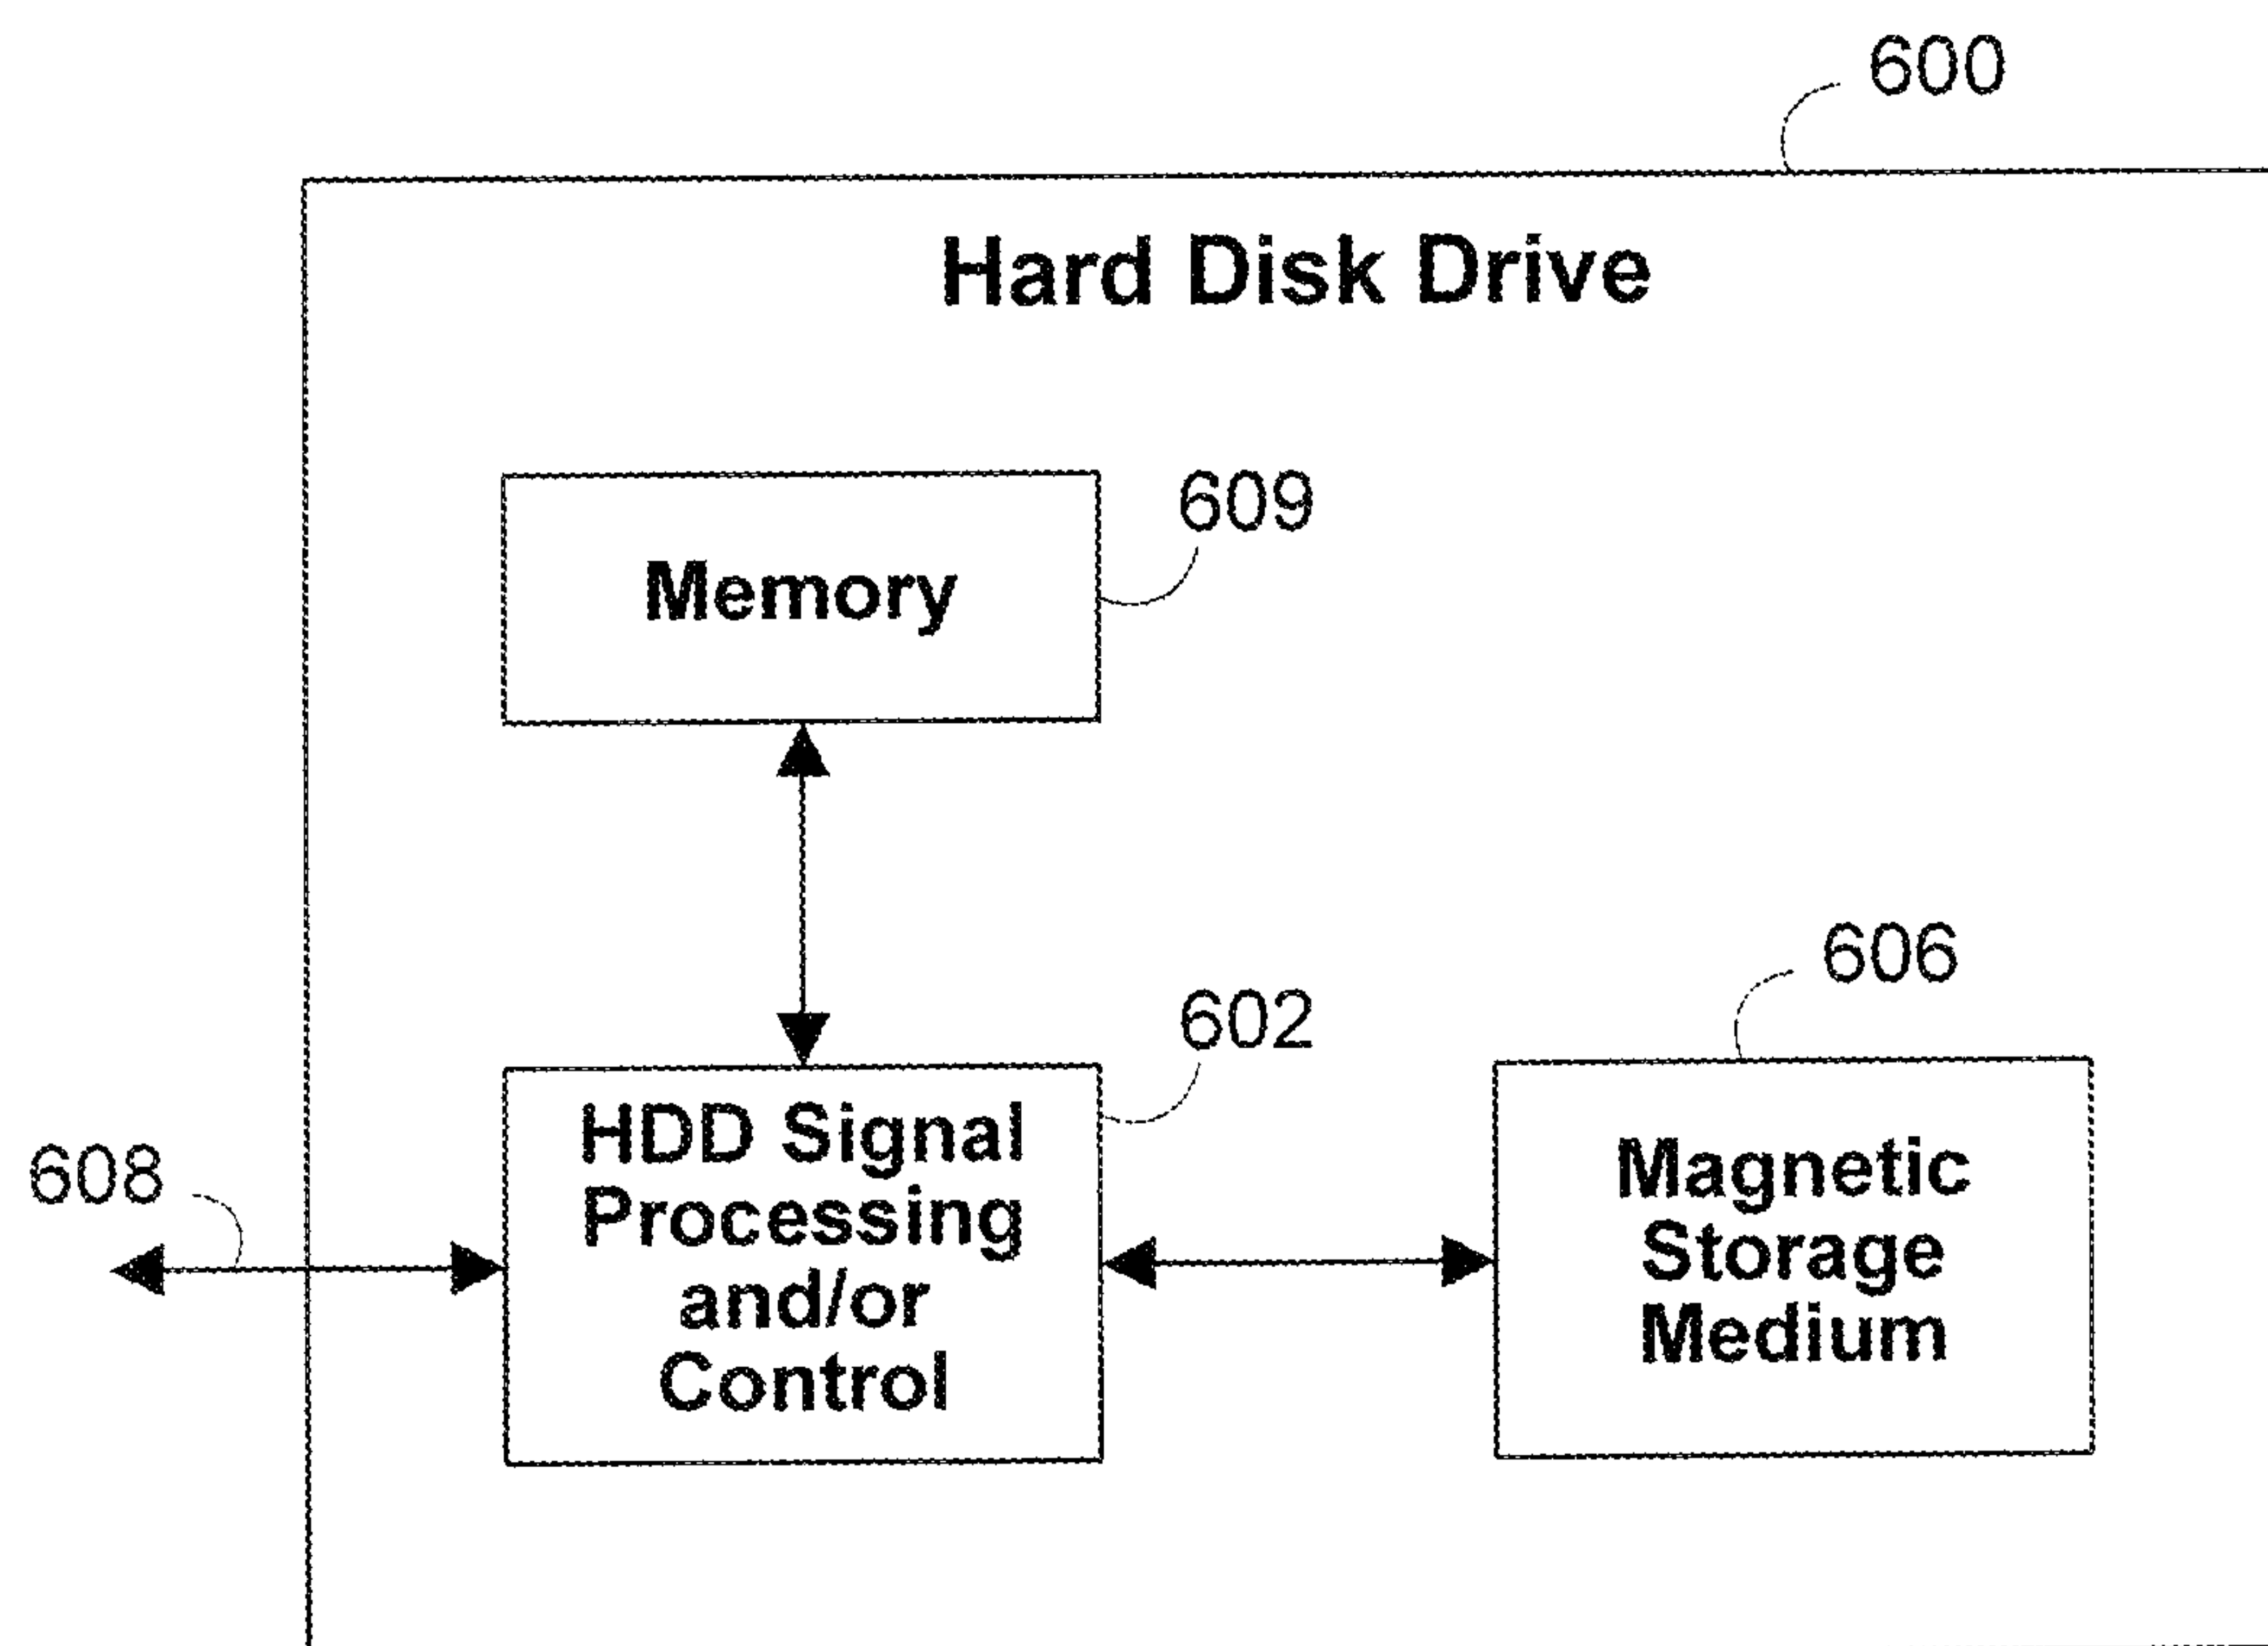 600
Hard Disk Drive
609
Memory
606
602
HDD Signal
Processing
and/or
Control
608
Magnetic
Storage
Medium